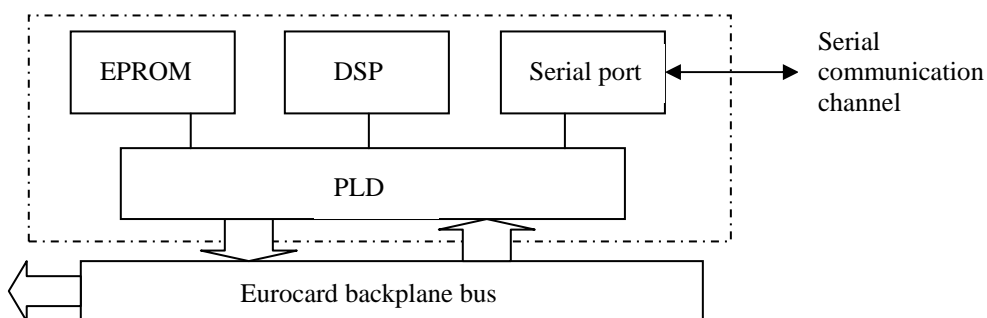 EPROM
DSP
Serial port
Serial
communication
channel
PLD
Eurocard backplane bus